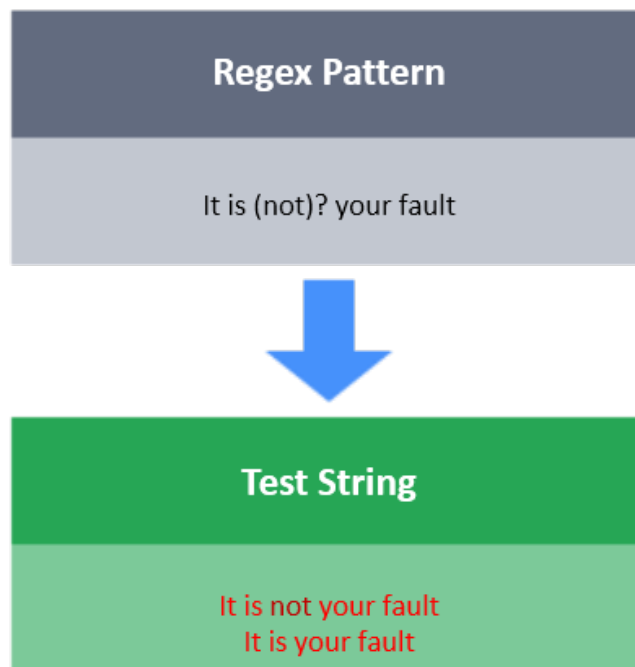 Regex Pattern
It is (not)? your fault
Test String
It is not your fault
It is your fault